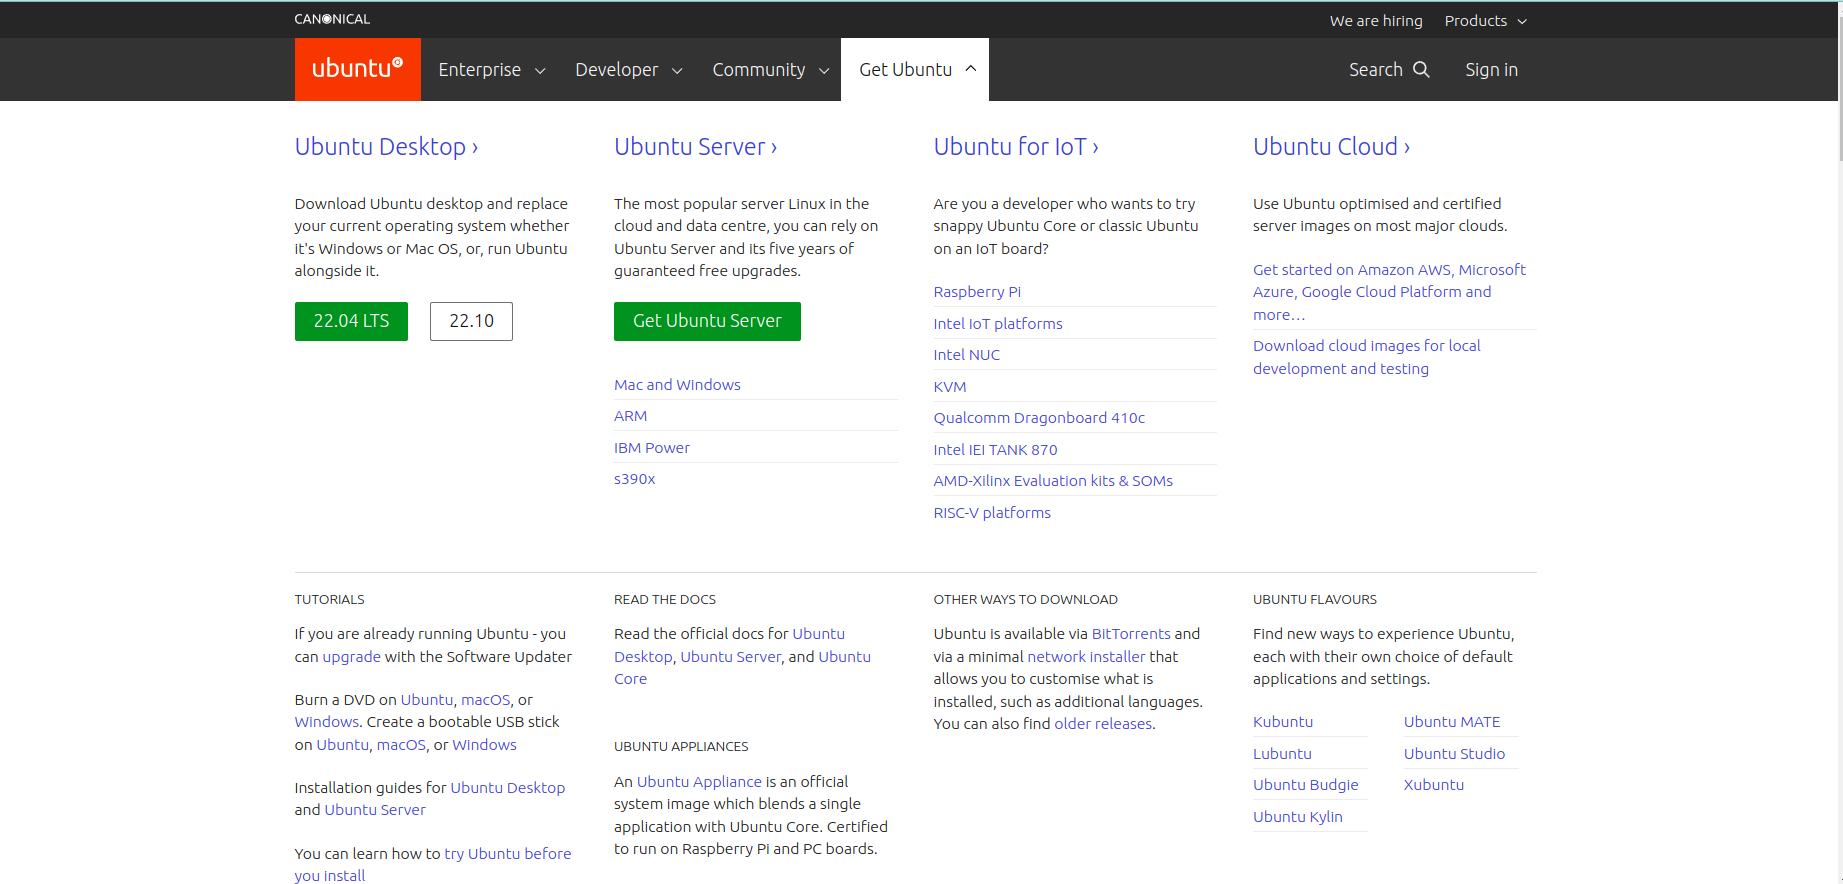 CANONICAL
We are hiring
Products
ubuntu
Enterprise
Developer
Community
Get Ubuntu
Search
Sign in
Ubuntu Desktop ›
Download Ubuntu desktop and replace
your current operating system whether
it's Windows or Mac OS, or, run Ubuntu
alongside it.
22.04 LTS
22.10
Ubuntu Server ›
The most popular server Linux in the
cloud and data centre, you can rely on
Ubuntu Server and its five years of
guaranteed free upgrades.
Get Ubuntu Server
Mac and Windows
ARM
IBM Power
s390x
Ubuntu for IoT ›
Are you a developer who wants to try
snappy Ubuntu Core or classic Ubuntu
on an IoT board?
Raspberry Pi
Intel IoT platforms
Intel NUC
KVM
Qualcomm Dragonboard 410c
Intel IEI TANK 870
AMD-Xilinx Evaluation kits & SOMs
RISC-V platforms
Ubuntu Cloud ›
Use Ubuntu optimised and certified
server images on most major clouds.
Get started on Amazon AWS, Microsoft
Azure, Google Cloud Platform and
more…
Download cloud images for local
development and testing
TUTORIALS
If you are already running Ubuntu - you
can upgrade with the Software Updater
Burn a DVD on Ubuntu, macOS, or
Windows. Create a bootable USB stick
on Ubuntu, macOS, or Windows
Installation guides for Ubuntu Desktop
and Ubuntu Server
You can learn how to try Ubuntu before
you install
READ THE DOCS
Read the official docs for Ubuntu
Desktop, Ubuntu Server, and Ubuntu
Core
UBUNTU APPLIANCES
An Ubuntu Appliance is an official
system image which blends a single
application with Ubuntu Core. Certified
to run on Raspberry Pi and PC boards.
OTHER WAYS TO DOWNLOAD
Ubuntu is available via BitTorrents and
via a minimal network installer that
allows you to customise what is
installed, such as additional languages.
You can also find older releases.
UBUNTU FLAVOURS
Find new ways to experience Ubuntu,
each with their own choice of default
applications and settings.
Kubuntu
Lubuntu
Ubuntu Budgie
Ubuntu Kylin
Ubuntu MATE
Ubuntu Studio
Xubuntu